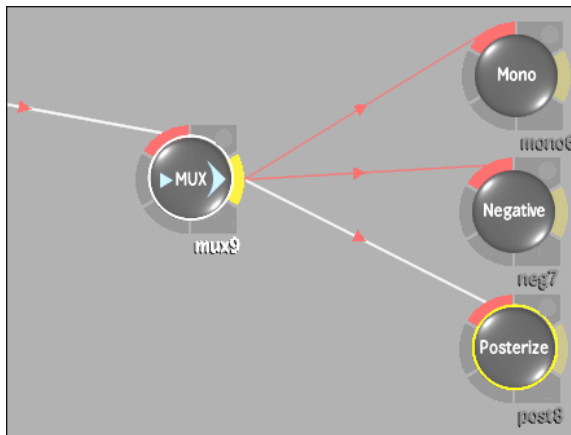 Mono
mono6
MUX
mux9
Negative
neg7
Posterize
post8